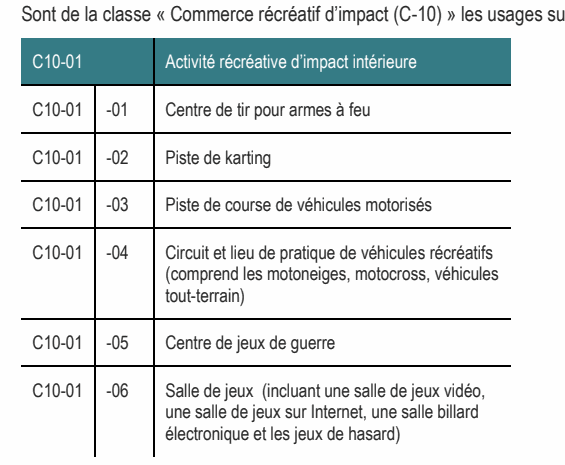 Sont de la classe « Commerce récréatif d'impact (C-10) » les usages su
C10-01 Activité récréative d'impact intérieure
C10-01 -01 Centre de tir pour armes à feu
C10-01 -02 Piste de karting
C10-01 -03 Piste de course de véhicules motorisés
C10-01 -04 Circuit et lieu de pratique de véhicules récréatifs
(comprend les motoneiges, motocross, véhicules
tout-terrain)
C10-01 -05 Centre de jeux de guerre
C10-01 -06 Salle de jeux (incluant une salle de jeux vidéo,
une salle de jeux sur Internet, une salle billard
électronique et les jeux de hasard)